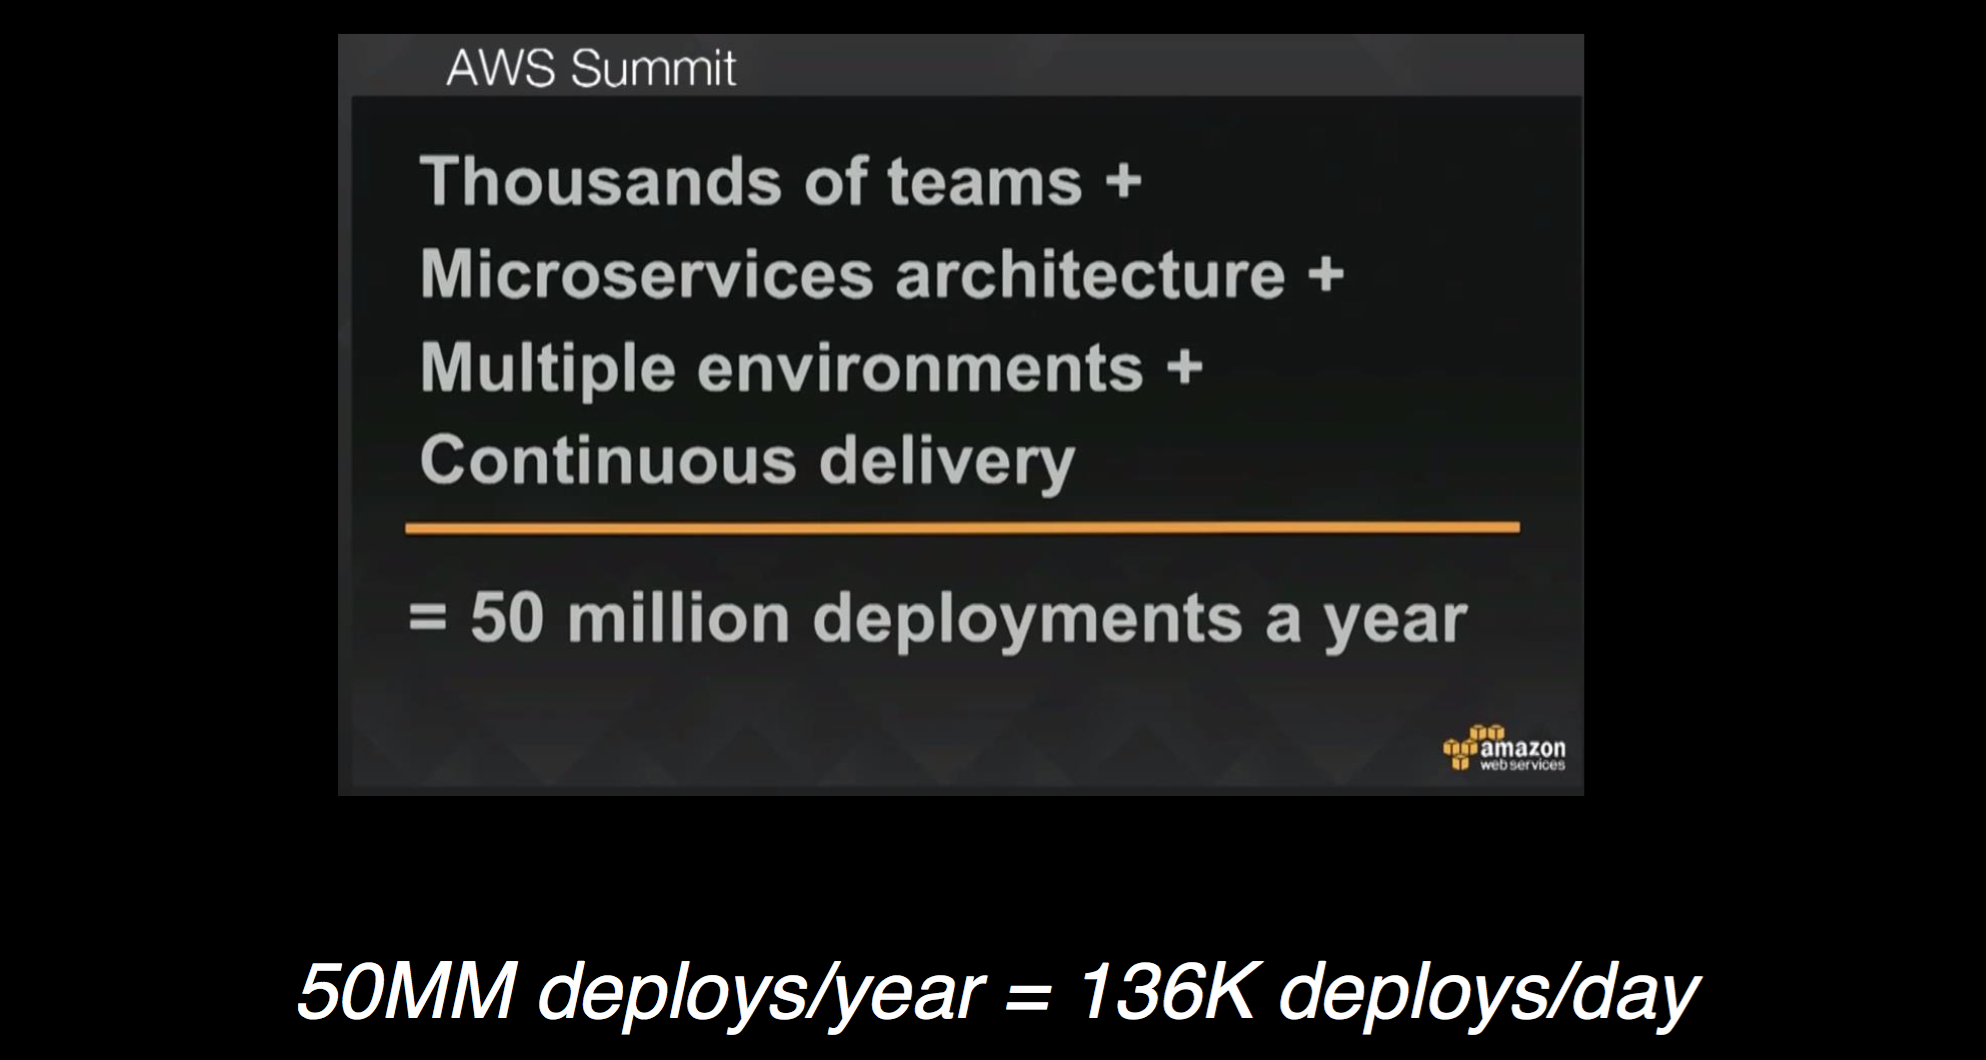 AWS Summit
Thousands of teams +
Microservices architecture +
Multiple environments +
Continuous delivery
= 50 million deployments a year
amazon
web services
50MM deploys/year = 136K deploys/day